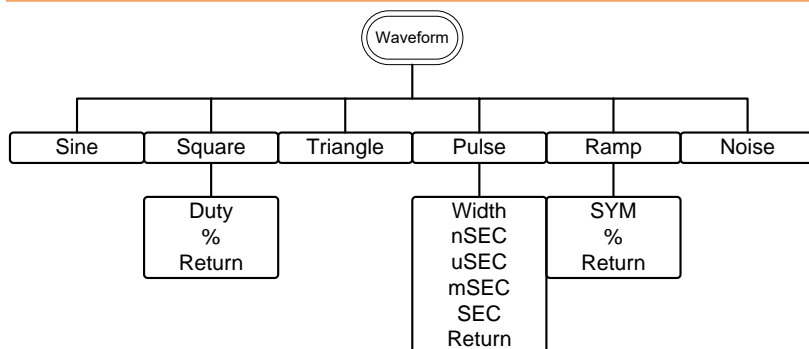 Waveform
Sine Square Triangle Pulse Ramp Noise
Duty
%
Return
Width
nSEC
uSEC
mSEC
SEC
Return
SYM
%
Return